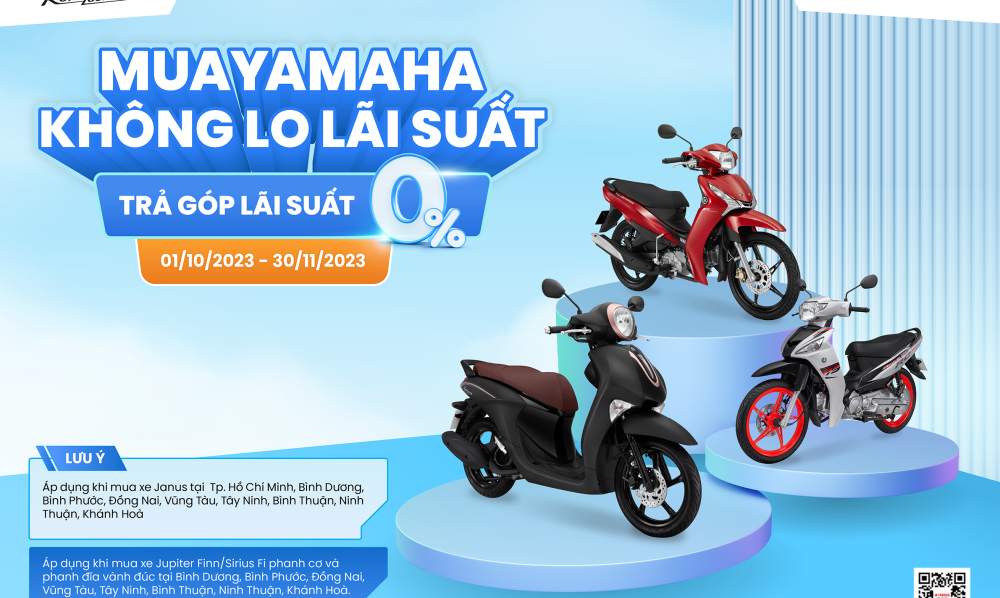 MUA YAMAHA
KHÔNG LO LÃI SUẤT
TRẢ GÓP LÃI SUẤT 0%
01/10/2023 - 30/11/2023
LƯU Ý
Áp dụng khi mua xe Janus tại Tp. Hồ Chí Minh, Bình Dương,
Bình Phước, Đồng Nai, Vũng Tàu, Tây Ninh, Bình Thuận, Ninh
Thuận, Khánh Hoà
Áp dụng khi mua xe Jupiter Finn/Sirius Fi phanh cơ và
phanh đĩa vành đúc tại Bình Dương, Bình Phước, Đồng Nai,
Vũng Tàu, Tây Ninh, Bình Thuận, Ninh Thuận, Khánh Hoà.